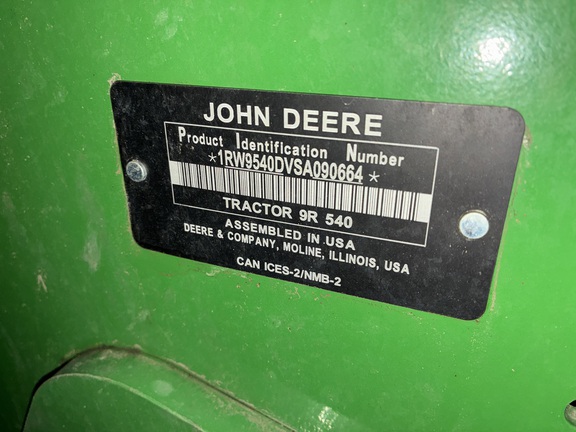 JOHN DEERE
Product Identification Number
*1RW9540DVSA090664*
TRACTOR 9R 540
ASSEMBLED IN USA
DEERE & COMPANY, MOLINE, ILLINOIS, USA
CAN ICES-2/NMB-2